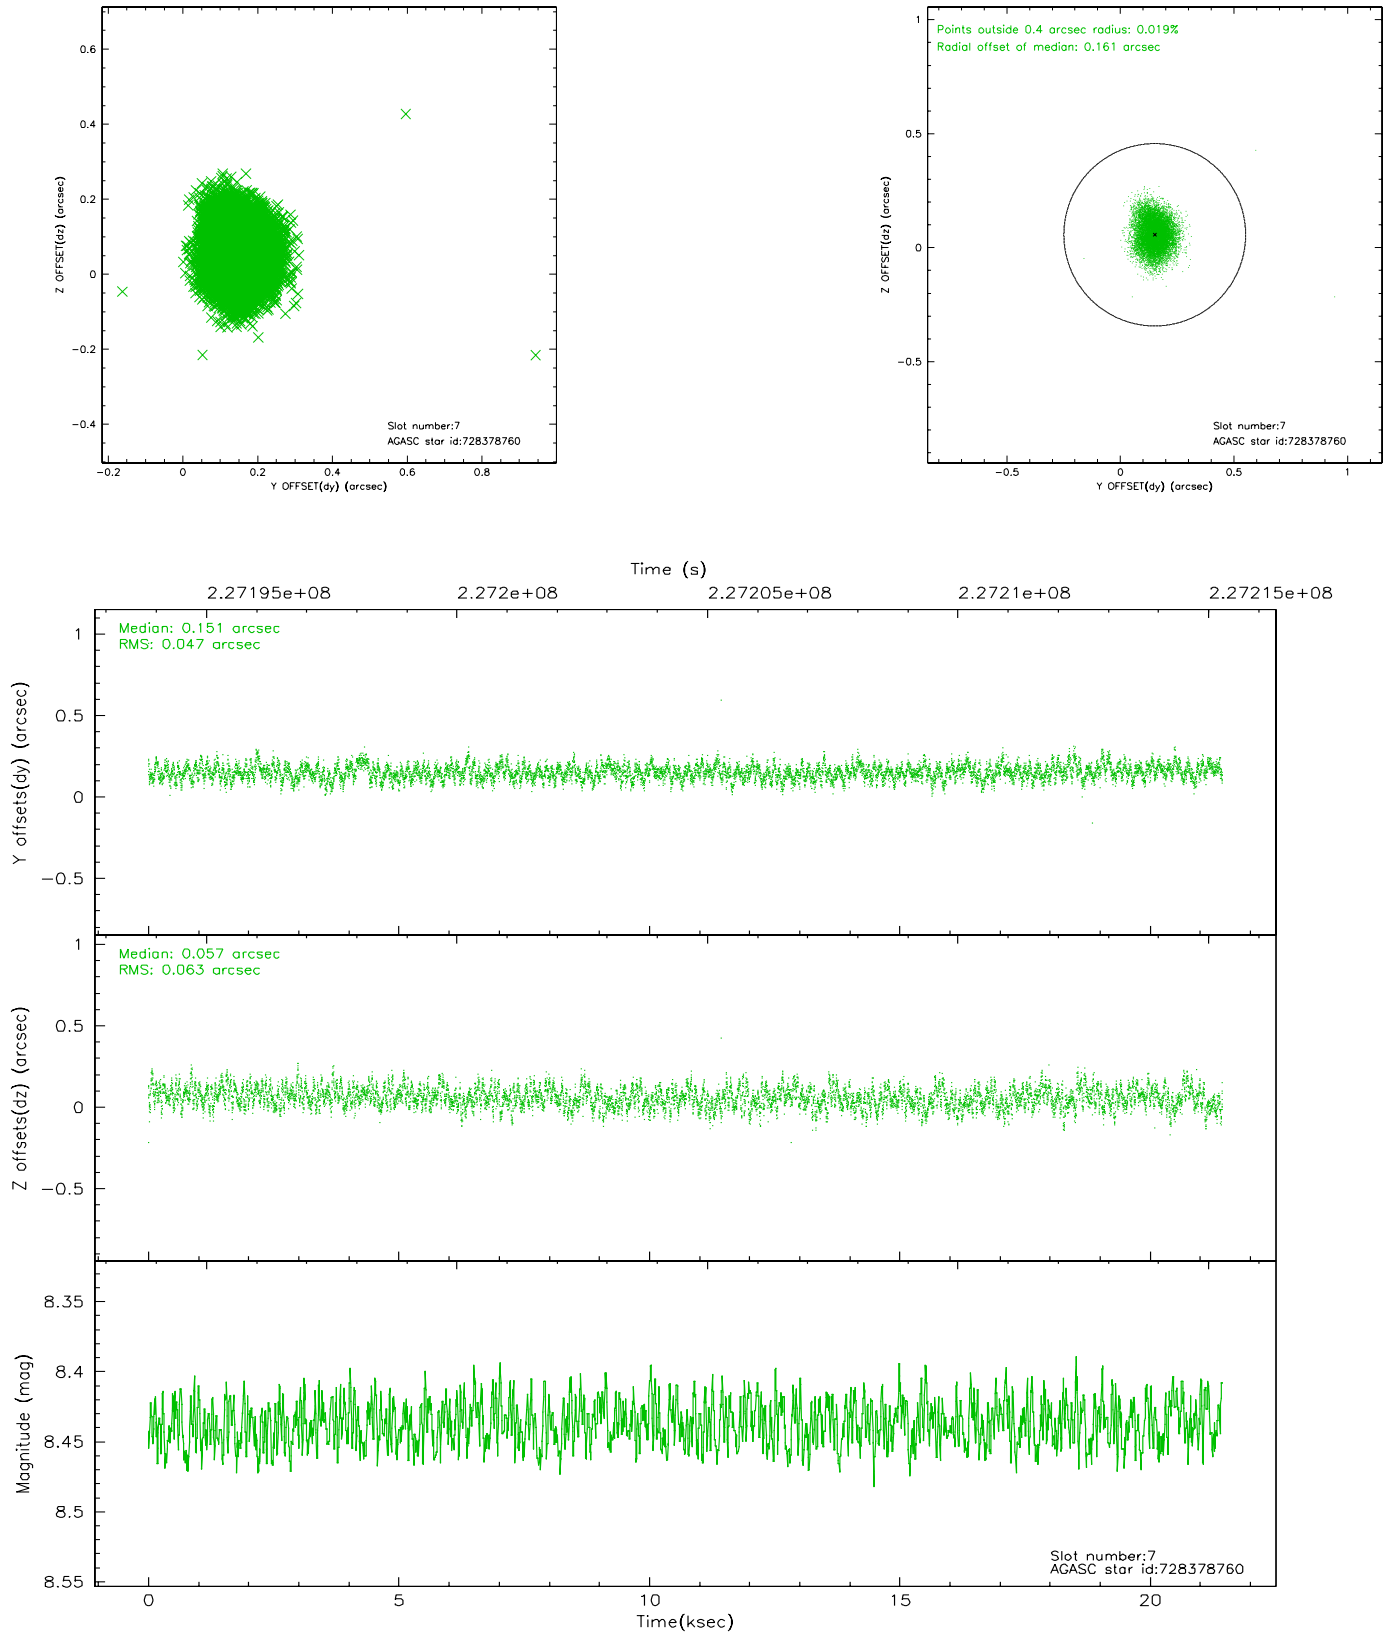 0.6
0.4
0.2
0
−0.2
−0.4
Z OFFSET(dz) (arcsec)
Slot number:7
AGASC star id:728378760
−0.2 0 0.2 0.4 0.6 0.8
Y OFFSET(dy) (arcsec)
Points outside 0.4 arcsec radius: 0.019%
Radial offset of median: 0.161 arcsec
1
0.5
0
−0.5
Z OFFSET(dz) (arcsec)
Slot number:7
AGASC star id:728378760
−0.5 0 0.5 1
Y OFFSET(dy) (arcsec)
Time (s)
2.27195e+08 2.272e+08 2.27205e+08 2.2721e+08 2.27215e+08
Median: 0.151 arcsec
RMS: 0.047 arcsec
1
0.5
0
−0.5
Y offsets(dy) (arcsec)
Median: 0.057 arcsec
RMS: 0.063 arcsec
1
0.5
0
−0.5
Z offsets(dz) (arcsec)
8.35
8.4
8.45
8.5
8.55
Magnitude (mag)
Slot number:7
AGASC star id:728378760
0 5 10 15 20
Time(ksec)